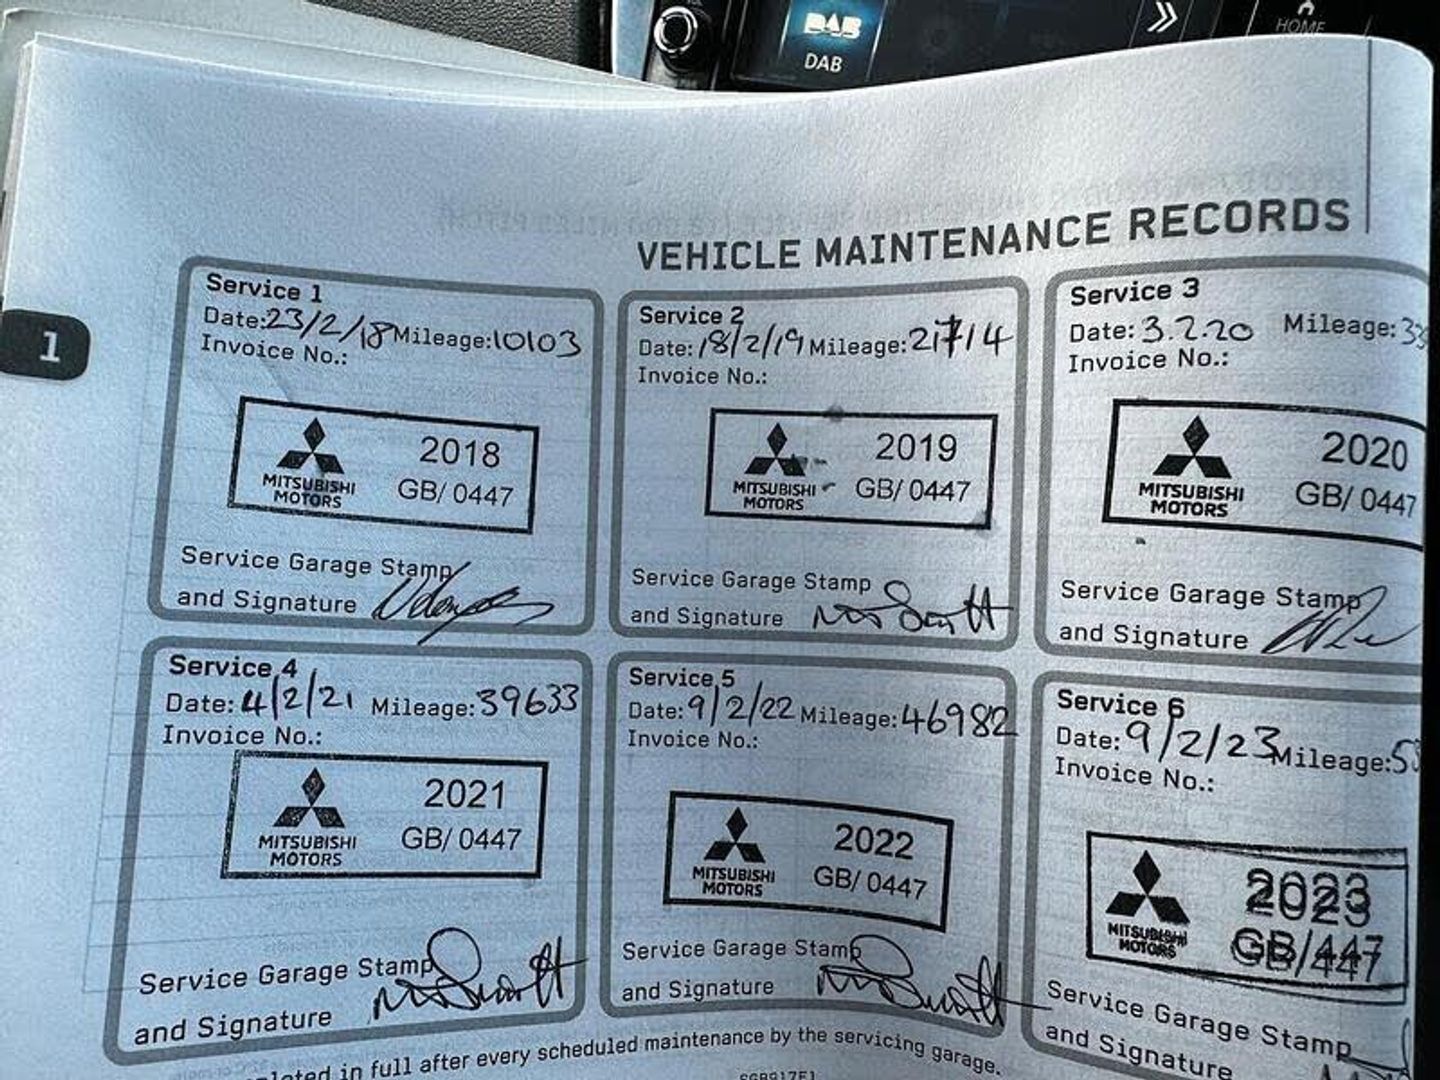 DAB
DAB
HOME
VEHICLE MAINTENANCE RECORDS
1
Service 1
Date: 23/2/18 Mileage: 10103
Invoice No.:
MITSUBISHI MOTORS
2018
GB/ 0447
Service Garage Stamp
and Signature
Service 2
Date: 18/2/19 Mileage: 21714
Invoice No.:
MITSUBISHI MOTORS
2019
GB/ 0447
Service Garage Stamp
and Signature
Service 3
Date: 3.2.20 Mileage:
Invoice No.:
MITSUBISHI MOTORS
2020
GB/ 0447
Service Garage Stamp
and Signature
Service 4
Date: 4/2/21 Mileage: 39633
Invoice No.:
MITSUBISHI MOTORS
2021
GB/ 0447
Service Garage Stamp
and Signature
Service 5
Date: 9/2/22 Mileage: 46982
Invoice No.:
MITSUBISHI MOTORS
2022
GB/ 0447
Service Garage Stamp
and Signature
Service 6
Date: 9/2/23 Mileage:
Invoice No.:
MITSUBISHI MOTORS
2023
GB/447
Service Garage Stamp
and Signature
in full after every scheduled maintenance by the servicing garage.